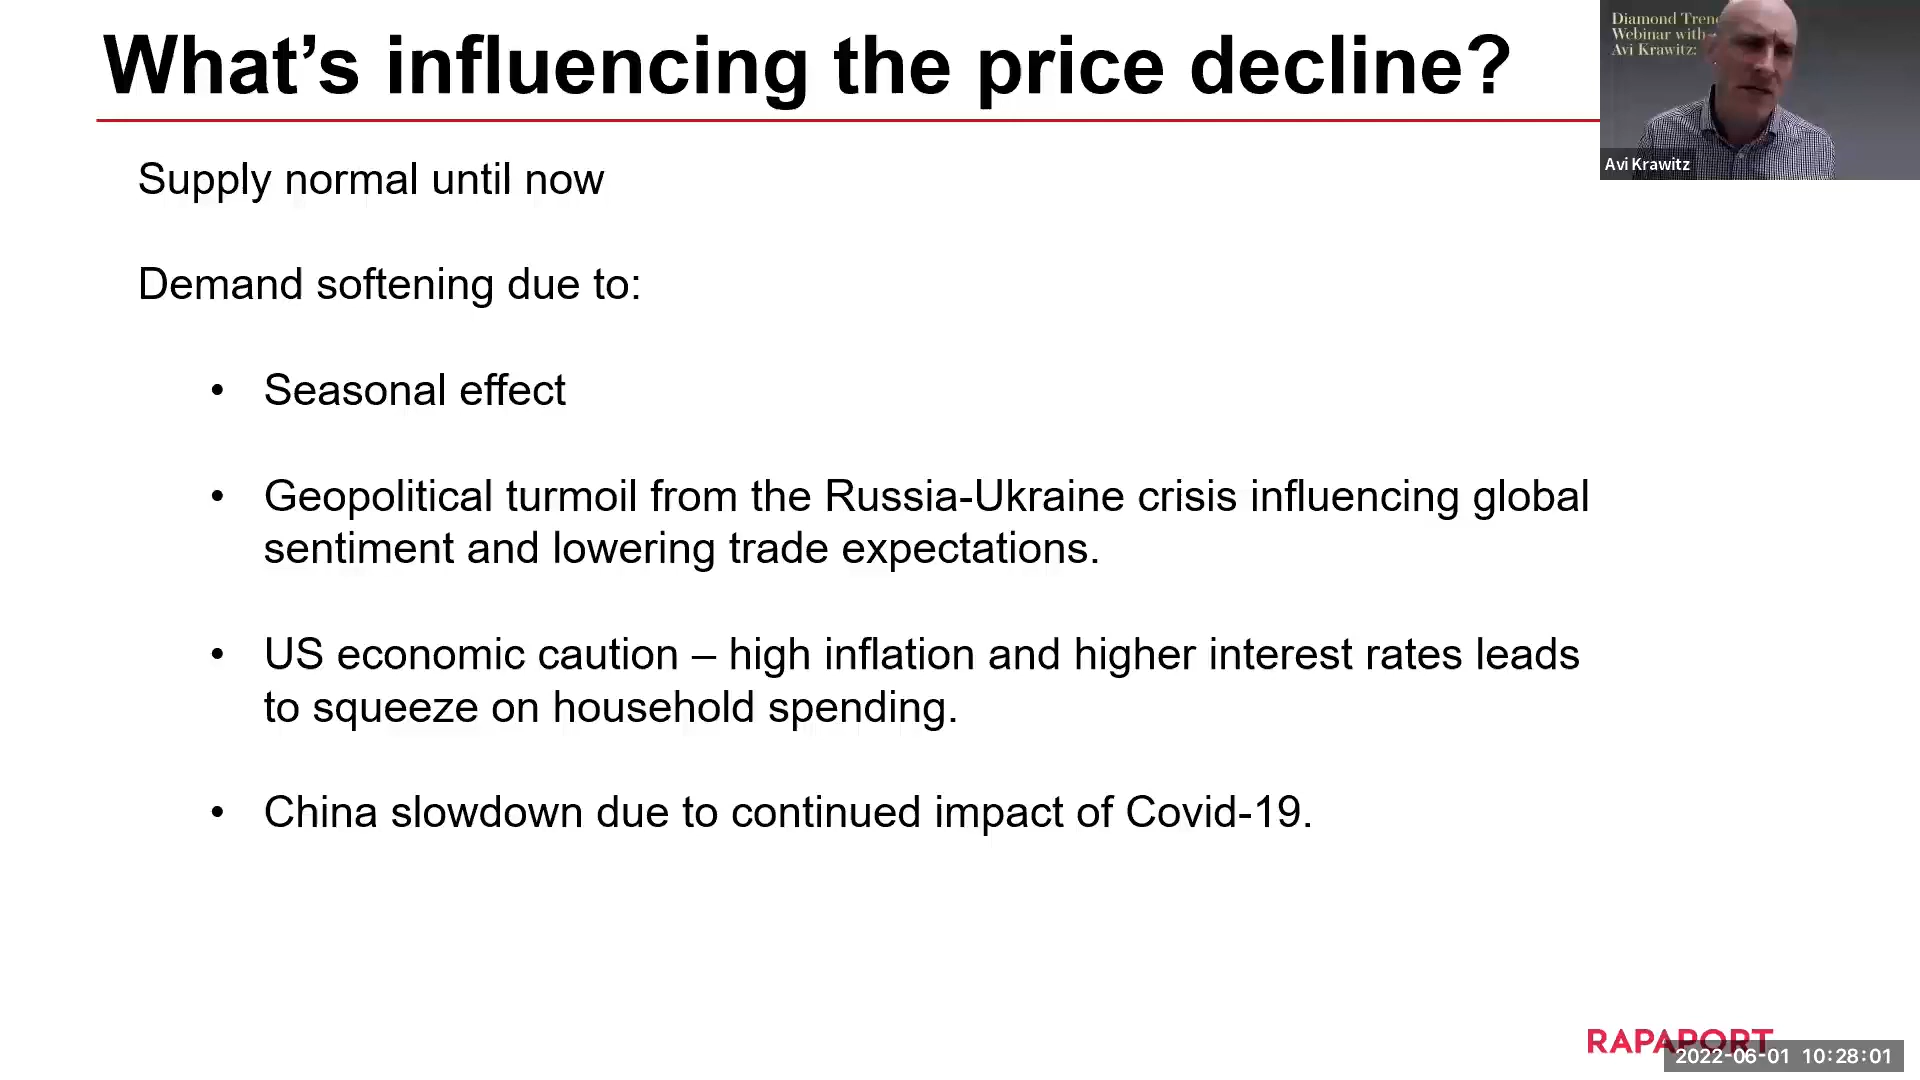 What’s influencing the price decline?
Diamond Tren
Webinar with
Avi Krawitz:
Avi Krawitz
Supply normal until now
Demand softening due to:
• Seasonal effect
• Geopolitical turmoil from the Russia-Ukraine crisis influencing global
sentiment and lowering trade expectations.
• US economic caution – high inflation and higher interest rates leads
to squeeze on household spending.
• China slowdown due to continued impact of Covid-19.
RAPAPORT
2022-06-01 10:28:01